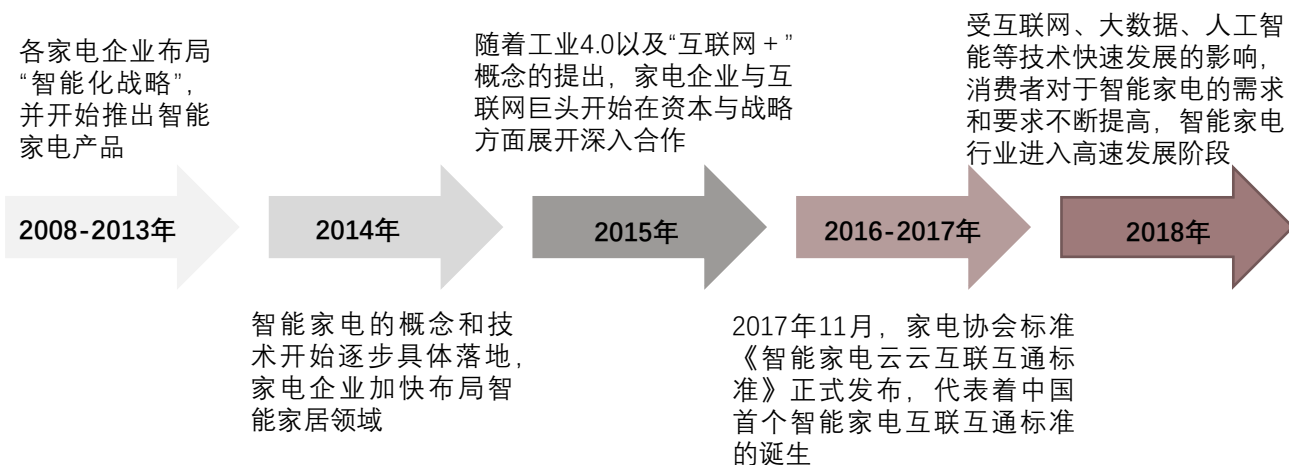 各家电企业布局
“智能化战略”，
并开始推出智能
家电产品
随着工业4.0以及“互联网＋”
概念的提出，家电企业与互
联网巨头开始在资本与战略
方面展开深入合作
受互联网、大数据、人工智
能等技术快速发展的影响，
消费者对于智能家电的需求
和要求不断提高，智能家电
行业进入高速发展阶段
2008-2013年
2014年
2015年
2016-2017年
2018年
智能家电的概念和技
术开始逐步具体落地，
家电企业加快布局智
能家居领域
2017年11月，家电协会标准
《智能家电云云互联互通标
准》正式发布，代表着中国
首个智能家电互联互通标准
的诞生